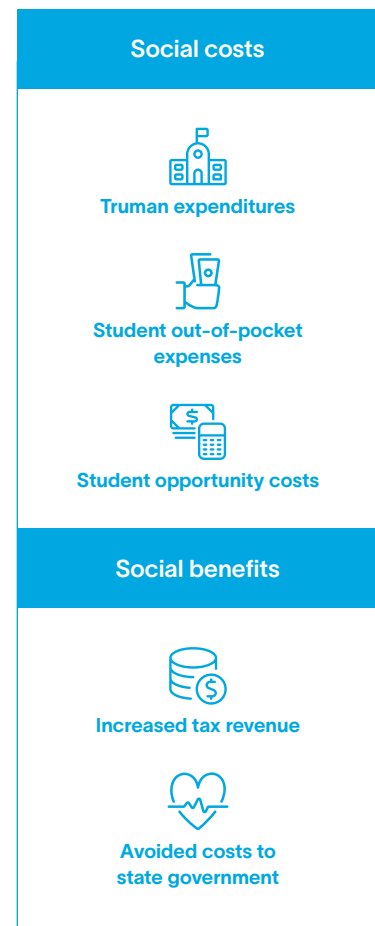 Social costs
Truman expenditures
Student out-of-pocket
expenses
$
Student opportunity costs
Social benefits
$
Increased tax revenue
Avoided costs to
state government